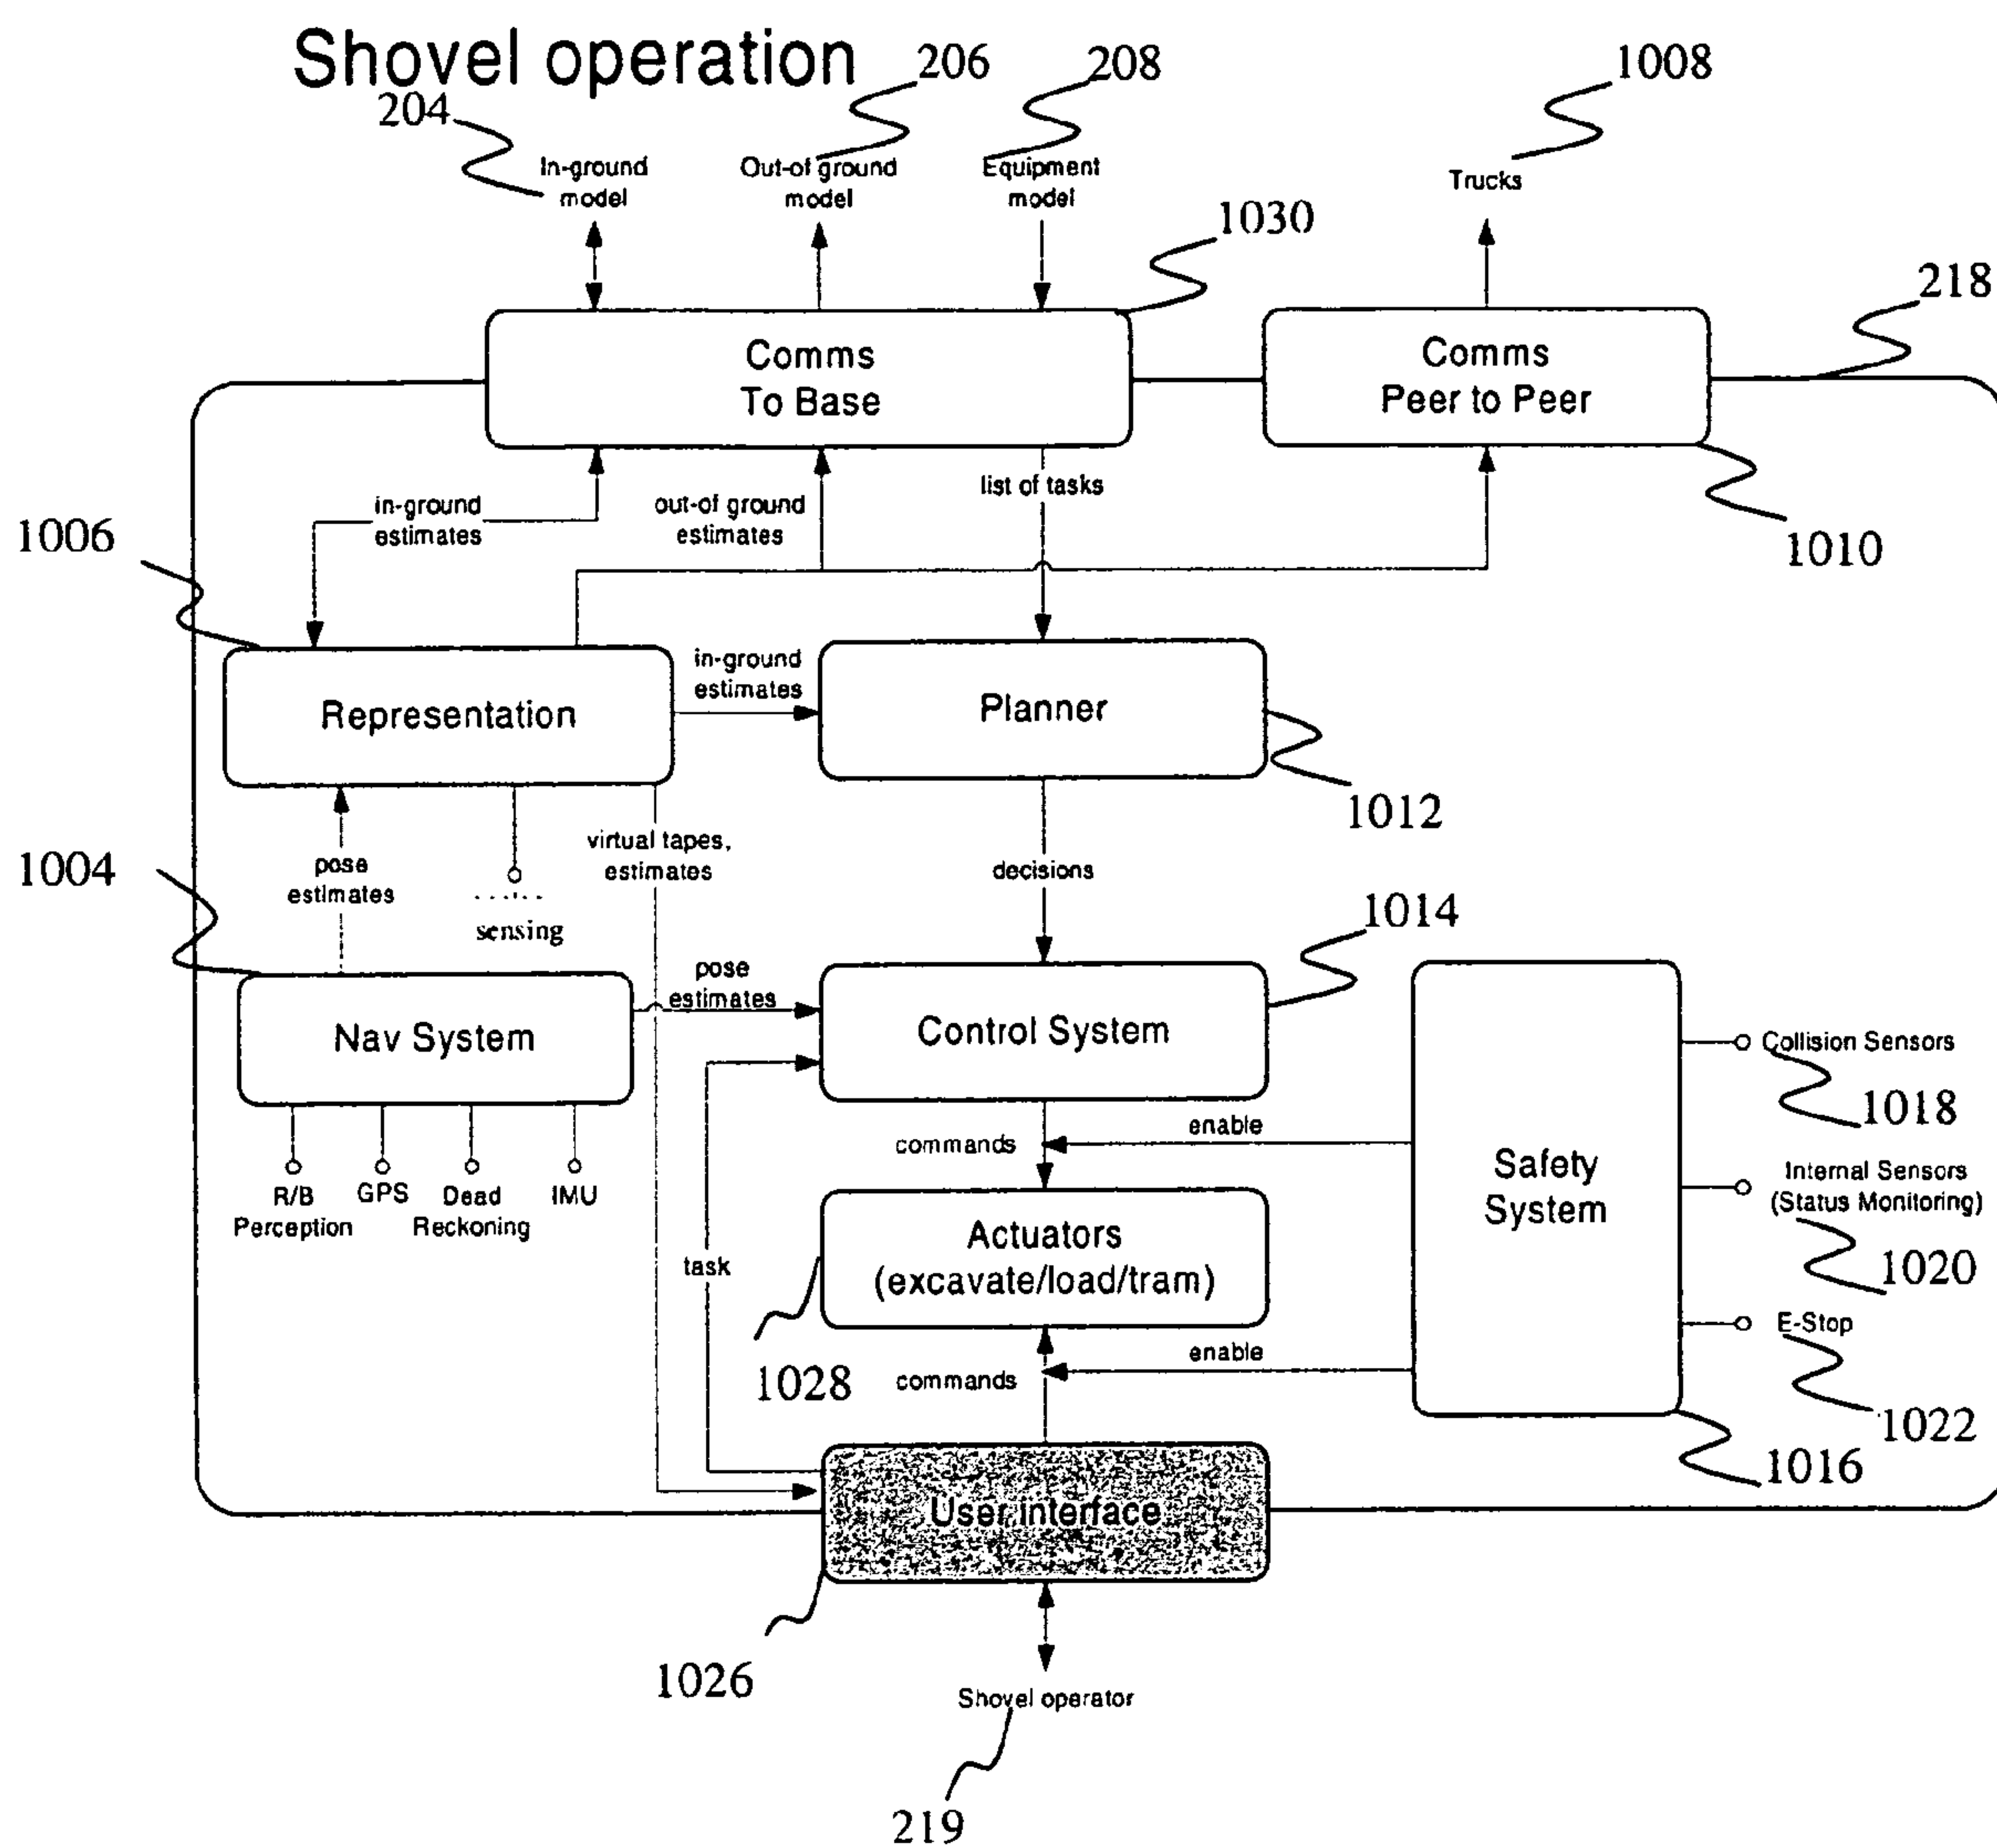 Shovel operation
206
208
1008
204
In-ground
model
Out-of ground
model
Equipment
model
Trucks
1030
218
Comms
To Base
Comms
Peer to Peer
list of tasks
in-ground
estimates
out-of ground
estimates
1006
1010
in-ground
estimates
Representation
Planner
1012
virtual tapes,
estimates
pose
estimates
decisions
1004
sensing
1014
pose
estimates
Nav System
Control System
Collision Sensors
1018
enable
commands
R/B
Perception
GPS
Dead
Reckoning
IMU
Safety
System
Internal Sensors
(Status Monitoring)
Actuators
(excavate/load/tram)
task
1020
E-Stop
enable
commands
1028
1022
1016
User interface
1026
Shovel operator
219